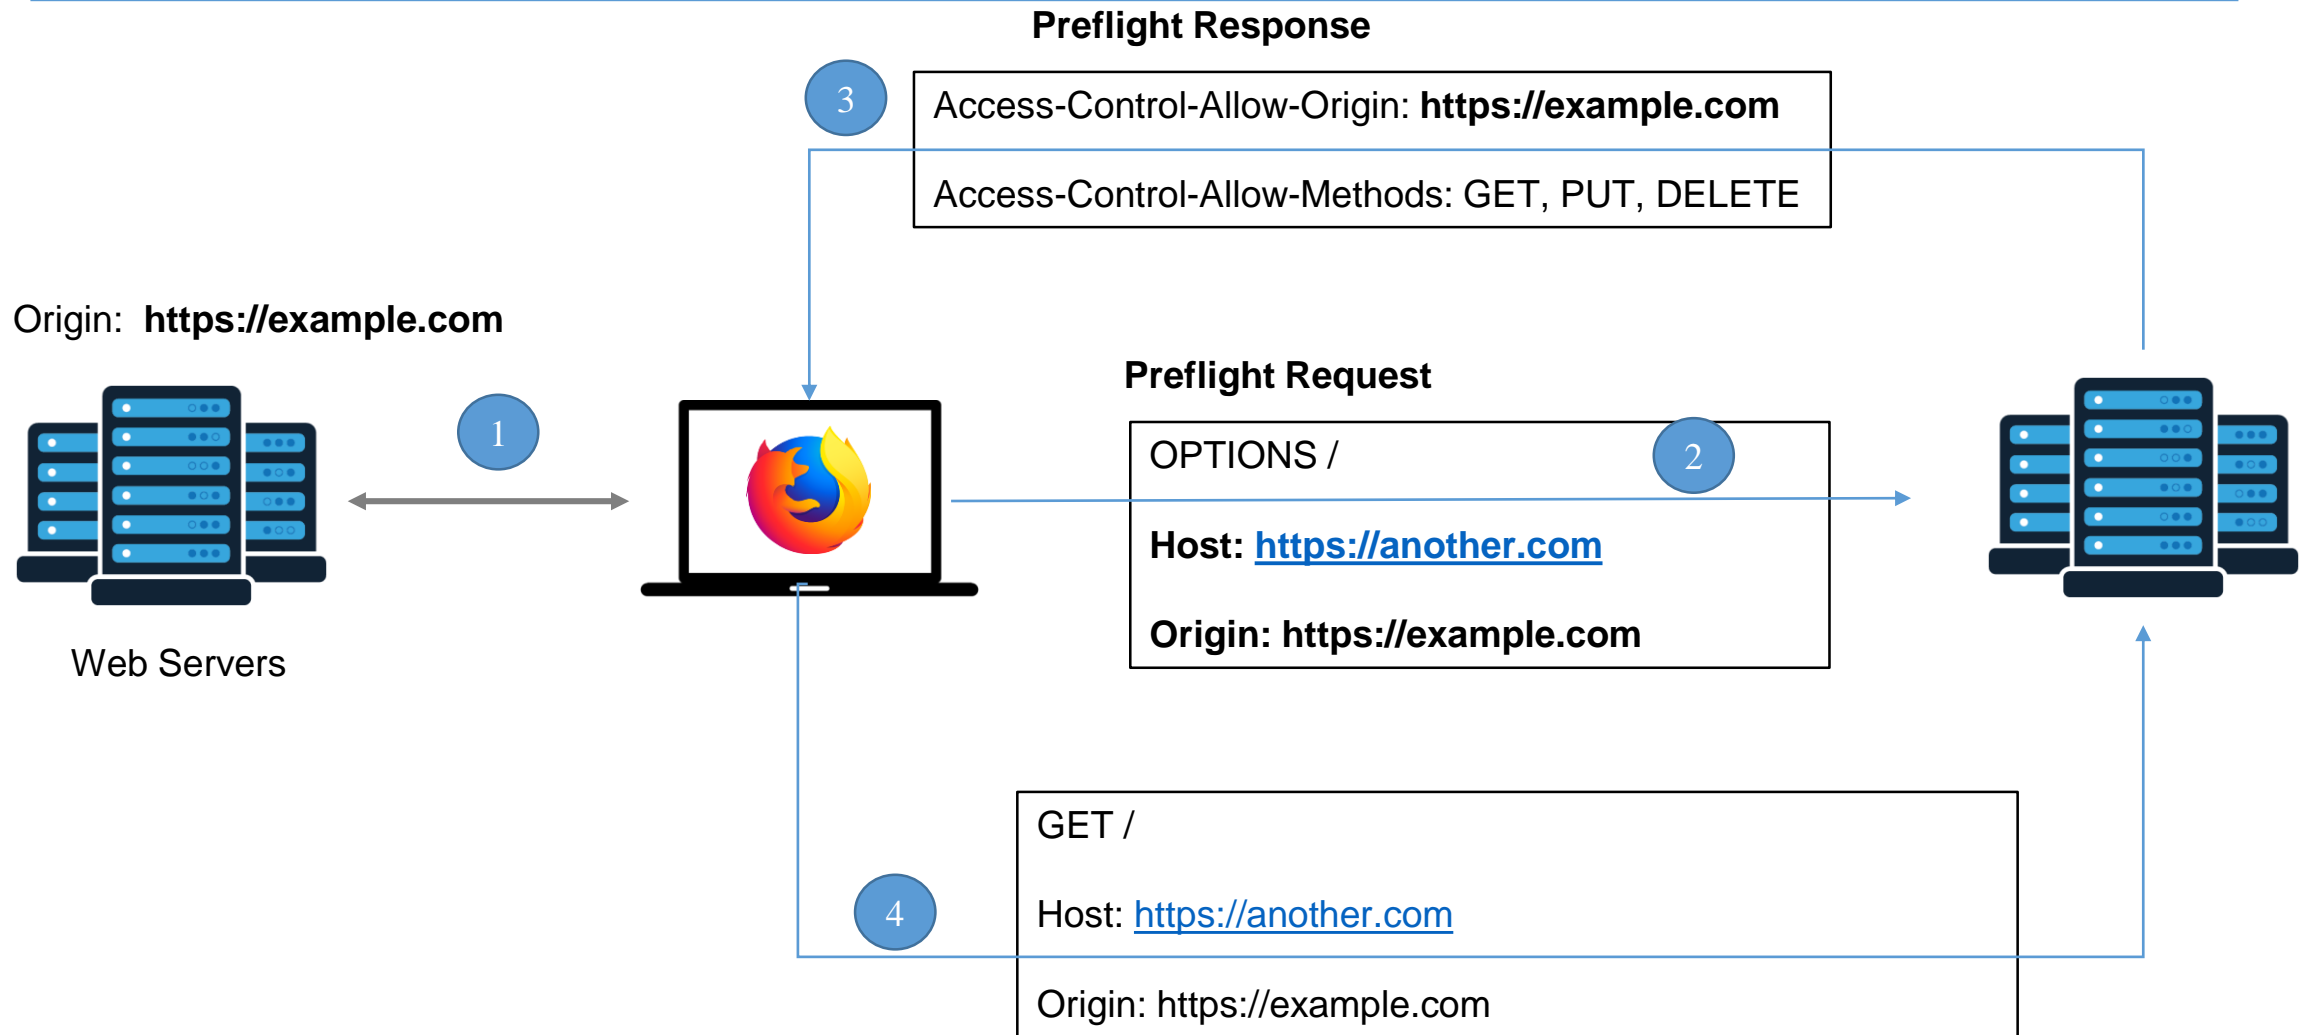 Preflight Response
3
Access-Control-Allow-Origin: https://example.com
Access-Control-Allow-Methods: GET, PUT, DELETE
Origin: https://example.com
1
Web Servers
Preflight Request
OPTIONS /
2
Host: https://another.com
Origin: https://example.com
GET /
4
Host: https://another.com
Origin: https://example.com